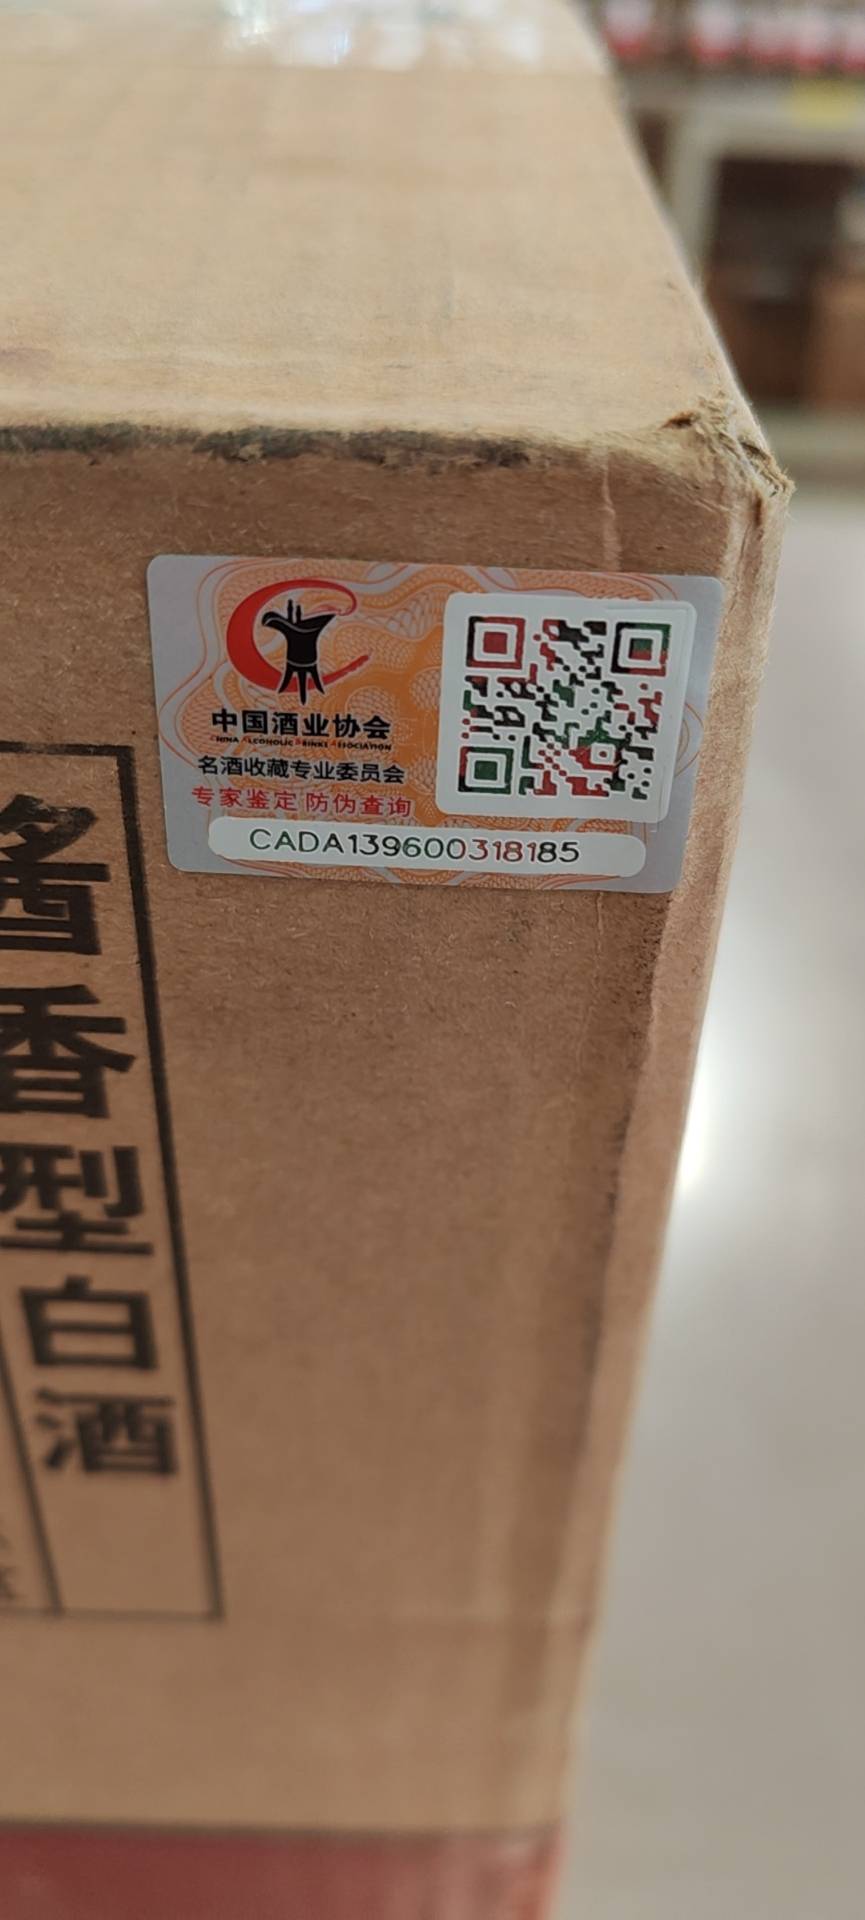 中国酒业协会
CHINA ALCOHOLIC DRINKS ASSOCIATION
名酒收藏专业委员会
专家鉴定 防伪查询
CADA139600318185
酱香型白酒